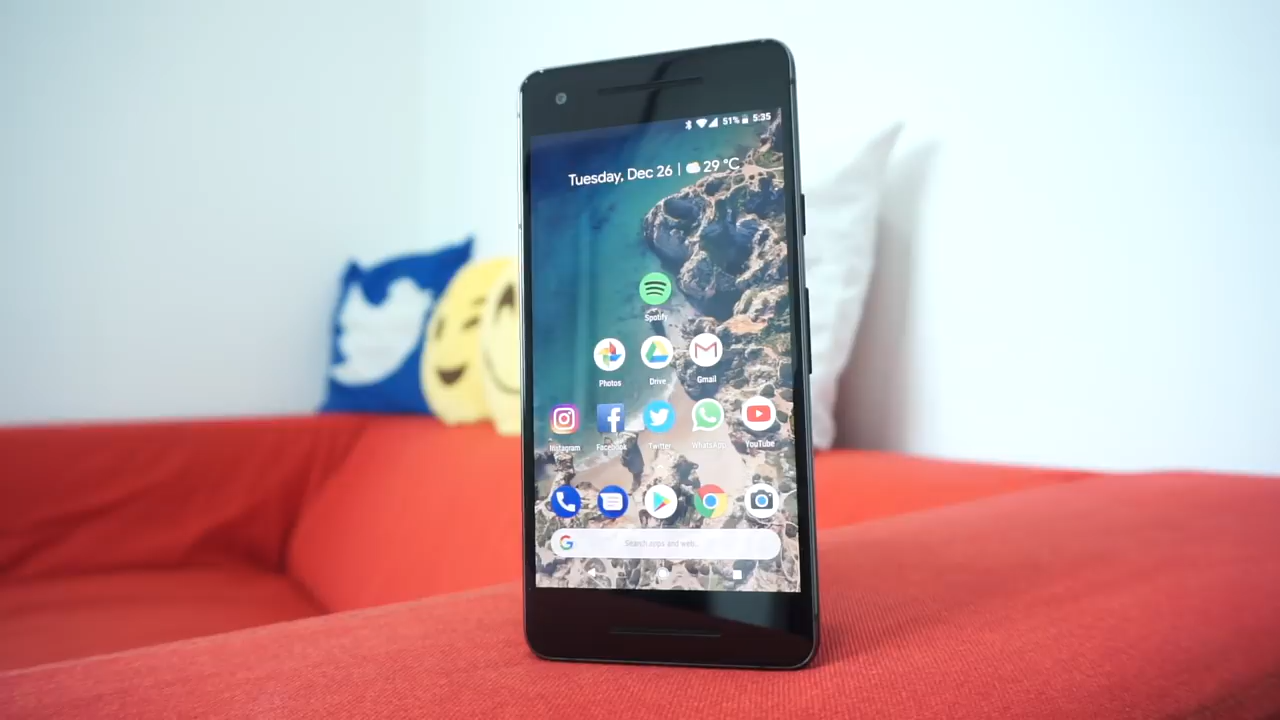 51% 5:35
Tuesday, Dec 26 | 29 °C
Spotify
Photos Drive Gmail
Instagram Facebook Twitter WhatsApp YouTube
G Search apps and web...